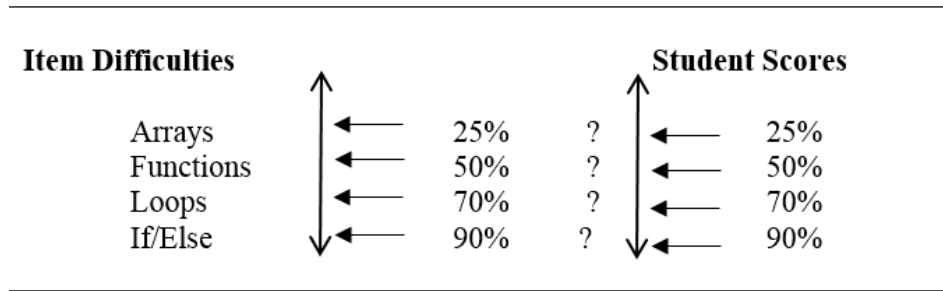 Item Difficulties Student Scores
Arrays 25% ? 25%
Functions 50% ? 50%
Loops 70% ? 70%
If/Else 90% ? 90%